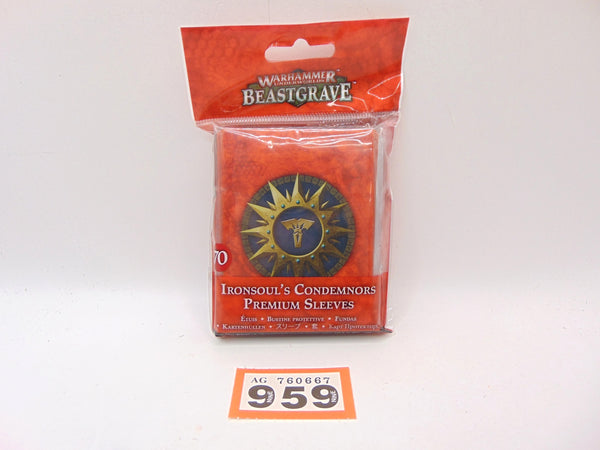 WARHAMMER
UNDERWORLDS
BEASTGRAVE
70
IRONSOUL'S CONDEMNORS
PREMIUM SLEEVES
ÉTUIS • BUSTINE PROTETTIVE • FUNDAS
• KARTENHÜLLEN • スリーブ • 套 •
AG 760667
959